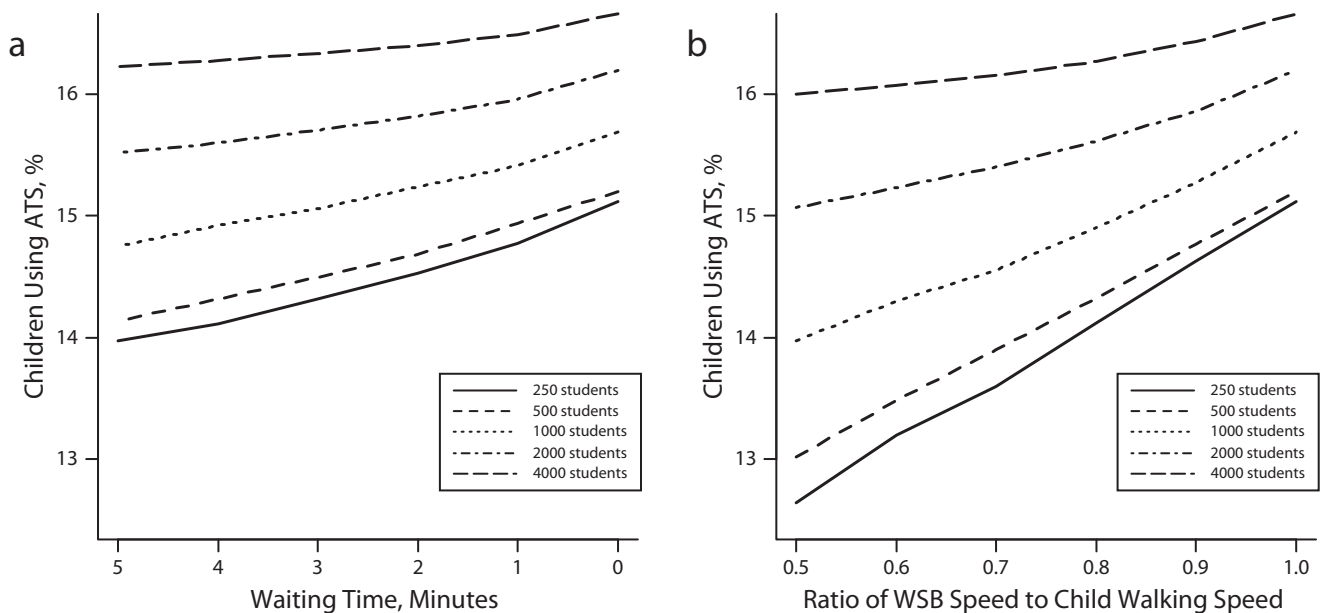 a
Children Using ATS, %
16
15
14
13
5 4 3 2 1 0
Waiting Time, Minutes
250 students
500 students
1000 students
2000 students
4000 students
b
Children Using ATS, %
16
15
14
13
0.5 0.6 0.7 0.8 0.9 1.0
Ratio of WSB Speed to Child Walking Speed
250 students
500 students
1000 students
2000 students
4000 students